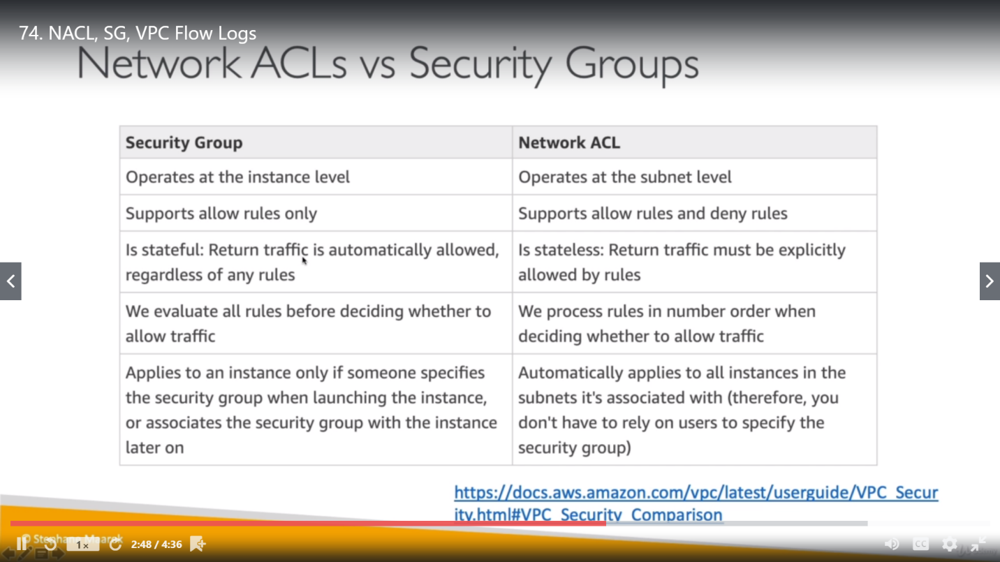 74. NACL, SG, VPC Flow Logs
Network ACLs vs Security Groups
Security Group
Network ACL
Operates at the instance level
Operates at the subnet level
Supports allow rules only
Supports allow rules and deny rules
Is stateful: Return traffic is automatically allowed,
regardless of any rules
Is stateless: Return traffic must be explicitly
allowed by rules
We evaluate all rules before deciding whether to
allow traffic
We process rules in number order when
deciding whether to allow traffic
Applies to an instance only if someone specifies
the security group when launching the instance,
or associates the security group with the instance
later on
Automatically applies to all instances in the
subnets it's associated with (therefore, you
don't have to rely on users to specify the
security group)
https://docs.aws.amazon.com/vpc/latest/userguide/VPC_Secur
ity.html#VPC_Security_Comparison
© Stephane Maarek
1x
2:48 / 4:36
CC